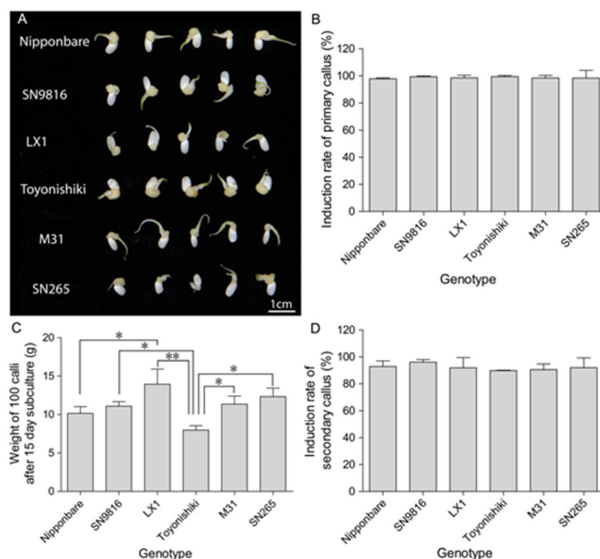 A
Nipponbare
SN9816
LX1
Toyonishiki
M31
SN265
1cm
B
Induction rate of primary callus (%)
120
100
80
60
40
20
0
Nipponbare
SN9816
LX1
Toyonishiki
M31
SN265
Genotype
C
Weight of 100 calli
after 15 day subculture (g)
20
15
10
5
0
*
*
**
*
*
Nipponbare
SN9816
LX1
Toyonishiki
M31
SN265
Genotype
D
Induction rate of
secondary callus (%)
120
100
80
60
40
20
0
Nipponbare
SN9816
LX1
Toyonishiki
M31
SN265
Genotype